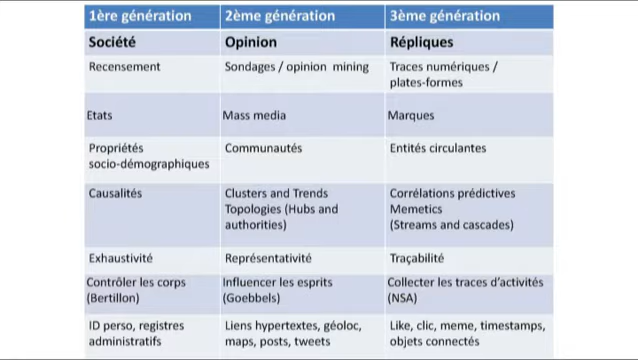 1ère génération 2ème génération 3ème génération
Société Opinion Répliques
Recensement Sondages / opinion mining Traces numériques /
plates-formes
Etats Mass media Marques
Propriétés Communautés Entités circulantes
socio-démographiques
Causalités Clusters and Trends Corrélations prédictives
Topologies (Hubs and Memetics
authorities) (Streams and cascades)
Exhaustivité Représentativité Traçabilité
Contrôler les corps Influencer les esprits Collecter les traces d'activités
(Bertillon) (Goebbels) (NSA)
ID perso, registres Liens hypertextes, géoloc, Like, clic, meme, timestamps,
administratifs maps, posts, tweets objets connectés